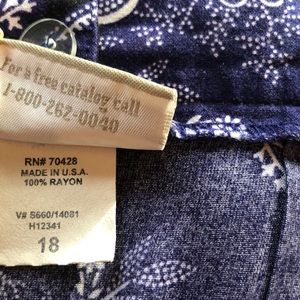 For a free catalog call
1-800-262-0040
RN# 70428
MADE IN U.S.A.
100% RAYON
V# S660/14081
H12341
18